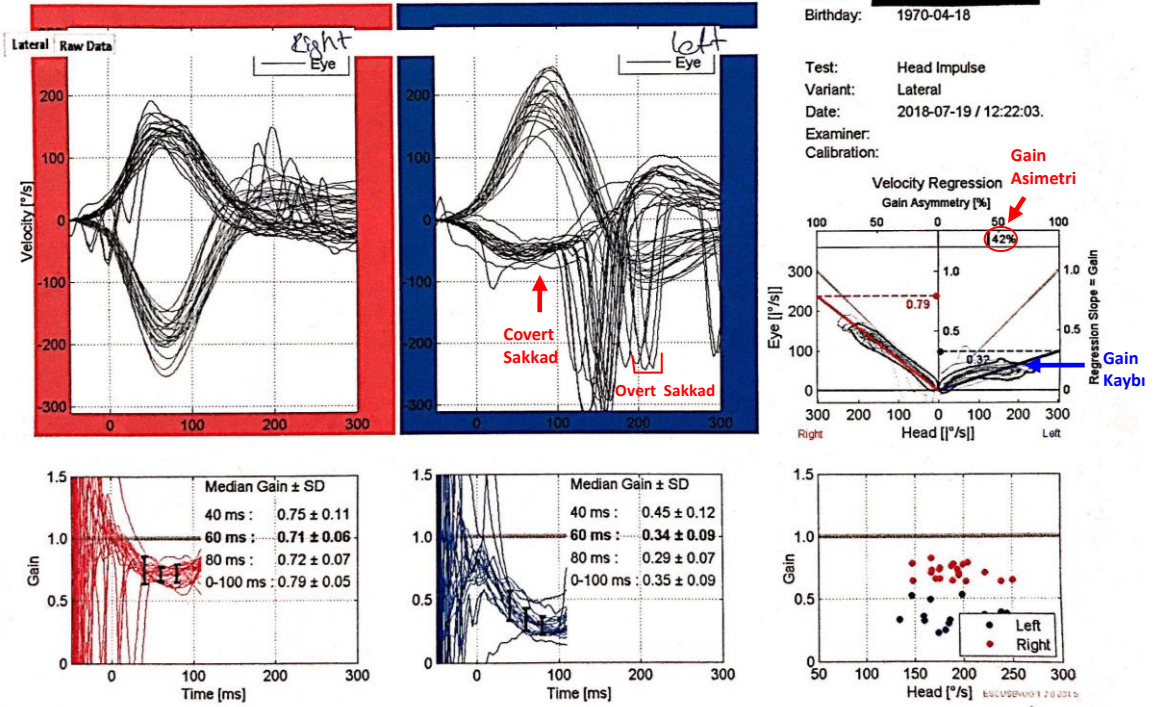 Lateral Raw Data
Right
Eye
left
Eye
Velocity [°/s]
200
100
0
-100
-200
-300
0
100
200
300
200
100
0
-100
-200
-300
0
100
200
300
Covert
Sakkad
Overt Sakkad
Birthday: 1970-04-18
Test: Head Impulse
Variant: Lateral
Date: 2018-07-19 / 12:22:03.
Examiner:
Calibration:
Gain
Asimetri
Velocity Regression
Gain Asymmetry [%]
100 50 0 50 100
42%
Eye [|°/s|]
300
200
100
0
1.0
0.5
0.79
0.32
1.0
0.5
0
Regression Slope = Gain
Gain
Kaybı
300 200 100 0 100 200 300
Right Head [|°/s|] Left
Gain
1.5
1.0
0.5
0
Median Gain ± SD
40 ms : 0.75 ± 0.11
60 ms : 0.71 ± 0.06
80 ms : 0.72 ± 0.07
0-100 ms : 0.79 ± 0.05
0 100 200 300
Time [ms]
1.5
1.0
0.5
0
Median Gain ± SD
40 ms : 0.45 ± 0.12
60 ms : 0.34 ± 0.09
80 ms : 0.29 ± 0.07
0-100 ms : 0.35 ± 0.09
0 100 200 300
Time [ms]
Gain
1.5
1.0
0.5
0
Left
Right
50 100 150 200 250 300
Head [°/s]